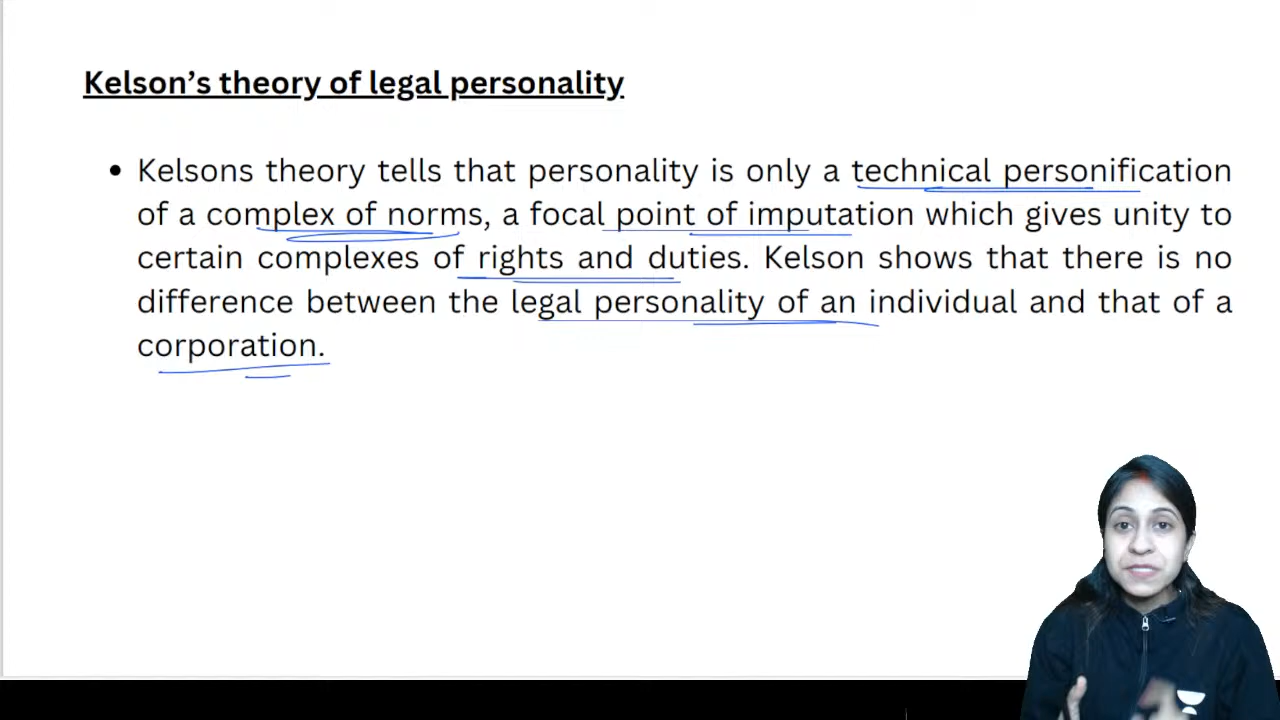 Kelson's theory of legal personality
• Kelsons theory tells that personality is only a technical personification
of a complex of norms, a focal point of imputation which gives unity to
certain complexes of rights and duties. Kelson shows that there is no
difference between the legal personality of an individual and that of a
corporation.